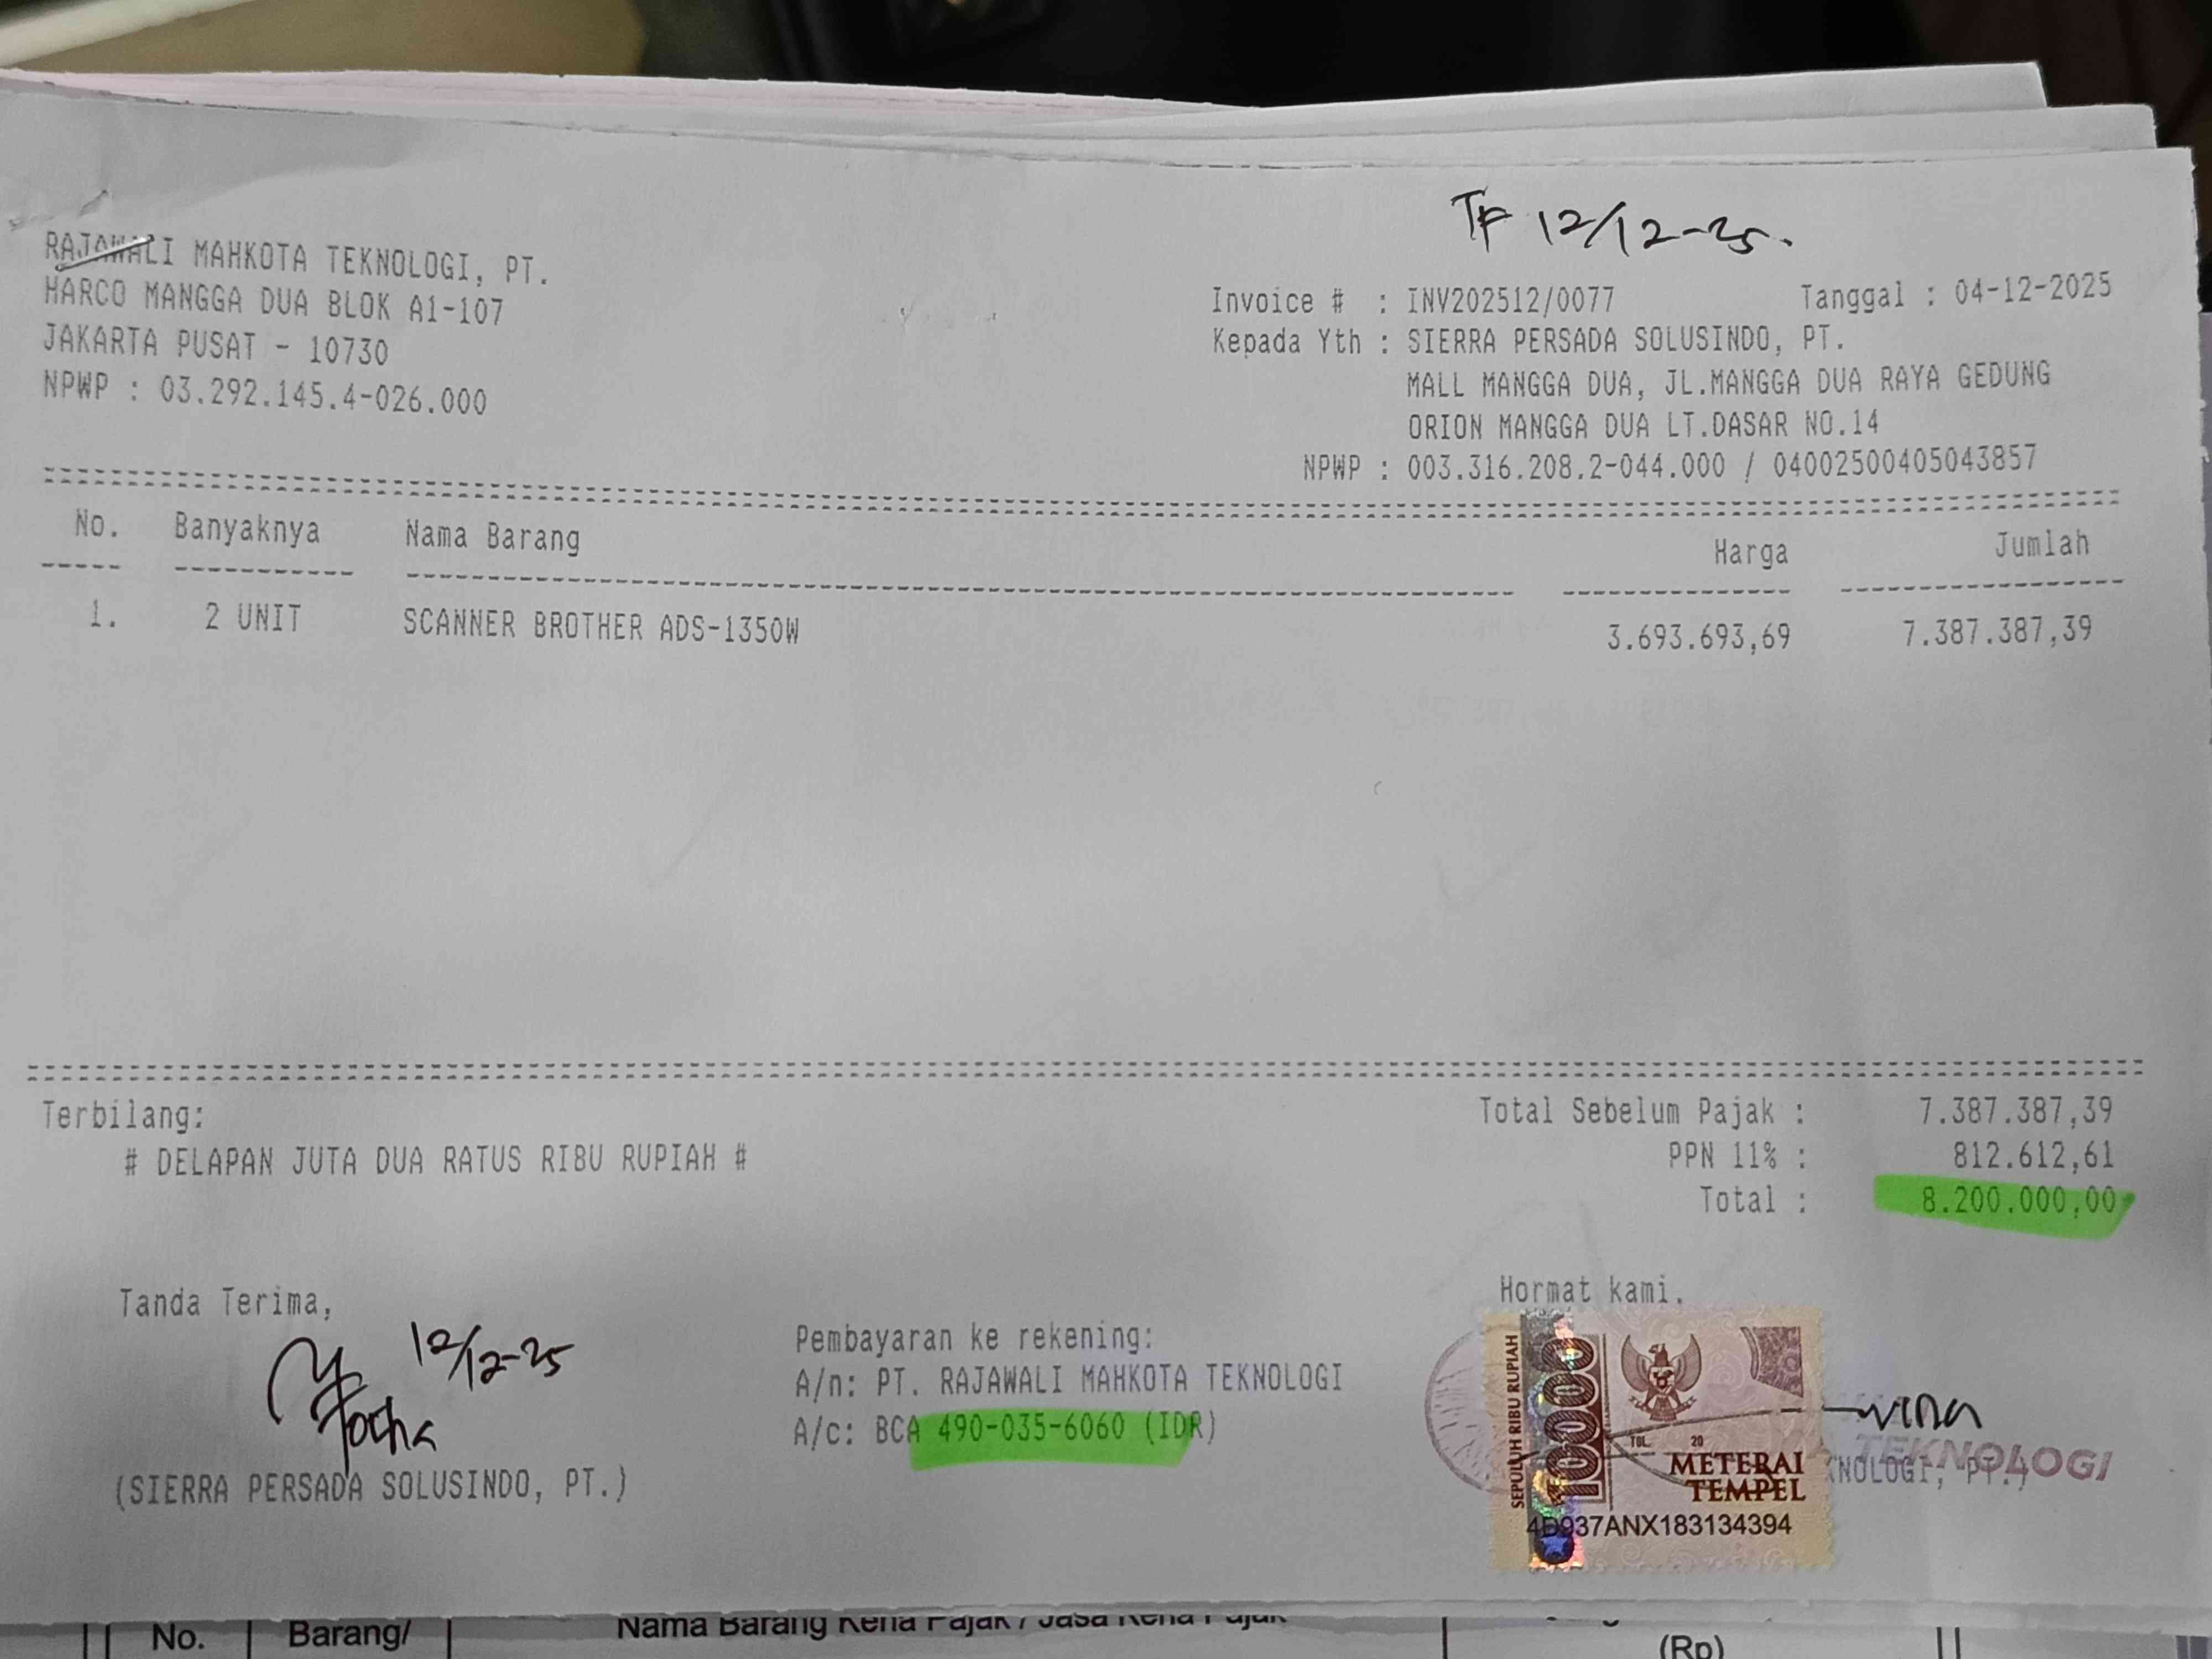 TF 12/12-25.
RAJAWALI MAHKOTA TEKNOLOGI, PT.
HARCO MANGGA DUA BLOK A1-107
JAKARTA PUSAT - 10730
NPWP : 03.292.145.4-026.000
Invoice # : INV202512/0077 Tanggal : 04-12-2025
Kepada Yth : SIERRA PERSADA SOLUSINDO, PT.
MALL MANGGA DUA, JL.MANGGA DUA RAYA GEDUNG
ORION MANGGA DUA LT.DASAR NO.14
NPWP : 003.316.208.2-044.000 / 04002500405043857
No. Banyaknya Nama Barang Harga Jumlah
1. 2 UNIT SCANNER BROTHER ADS-1350W 3.693.693,69 7.387.387,39
Terbilang:
# DELAPAN JUTA DUA RATUS RIBU RUPIAH #
Total Sebelum Pajak : 7.387.387,39
PPN 11% : 812.612,61
Total : 8.200.000,00
Tanda Terima,
12/12-25
(SIERRA PERSADA SOLUSINDO, PT.)
Pembayaran ke rekening:
A/n: PT. RAJAWALI MAHKOTA TEKNOLOGI
A/c: BCA 490-035-6060 (IDR)
Hormat kami,
SEPULUH RIBU RUPIAH
10000
TGL. 20
METERAI
TEMPEL
4D937ANX183134394
TEKNOLOGI
KNOLOGI, PT.)
No. Barang/ Nama Barang Kena Pajak / Jasa Kena Pajak (Rp)